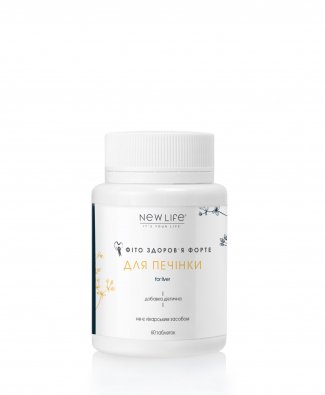 NEW LIFE®
IT'S YOUR LIFE
ФІТО ЗДОРОВ'Я ФОРТЕ
ДЛЯ ПЕЧІНКИ
for liver
добавка дієтична
не є лікарським засобом
60 таблеток